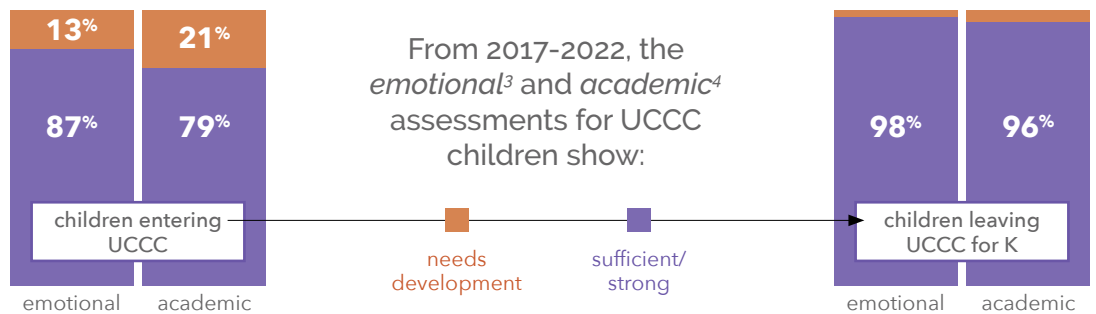 13%
21%
87%
79%
children entering
UCCC
emotional
academic
From 2017-2022, the
emotional³ and academic⁴
assessments for UCCC
children show:
needs
development
sufficient/
strong
98%
96%
children leaving
UCCC for K
emotional
academic